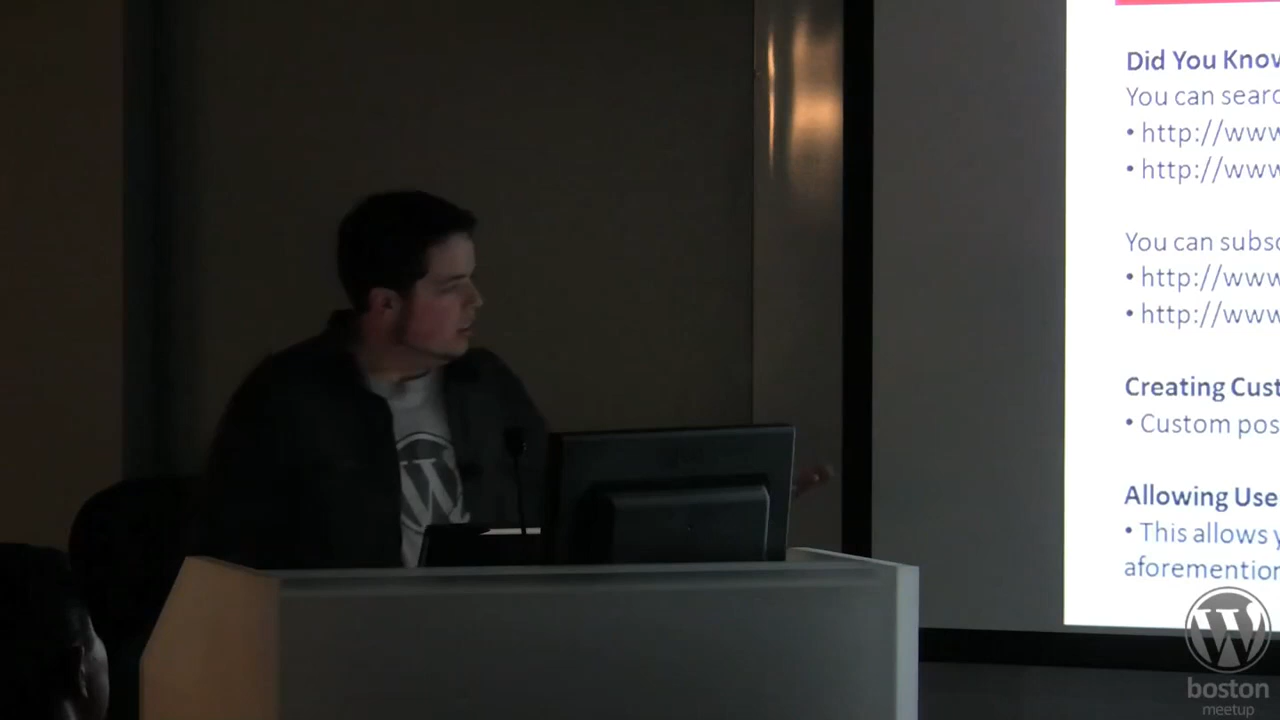 Did You Know
You can searc
• http://www
• http://www
You can subsc
• http://www
• http://www
Creating Cust
• Custom pos
Allowing Use
• This allows y
aforemention
W
W
boston
meetup